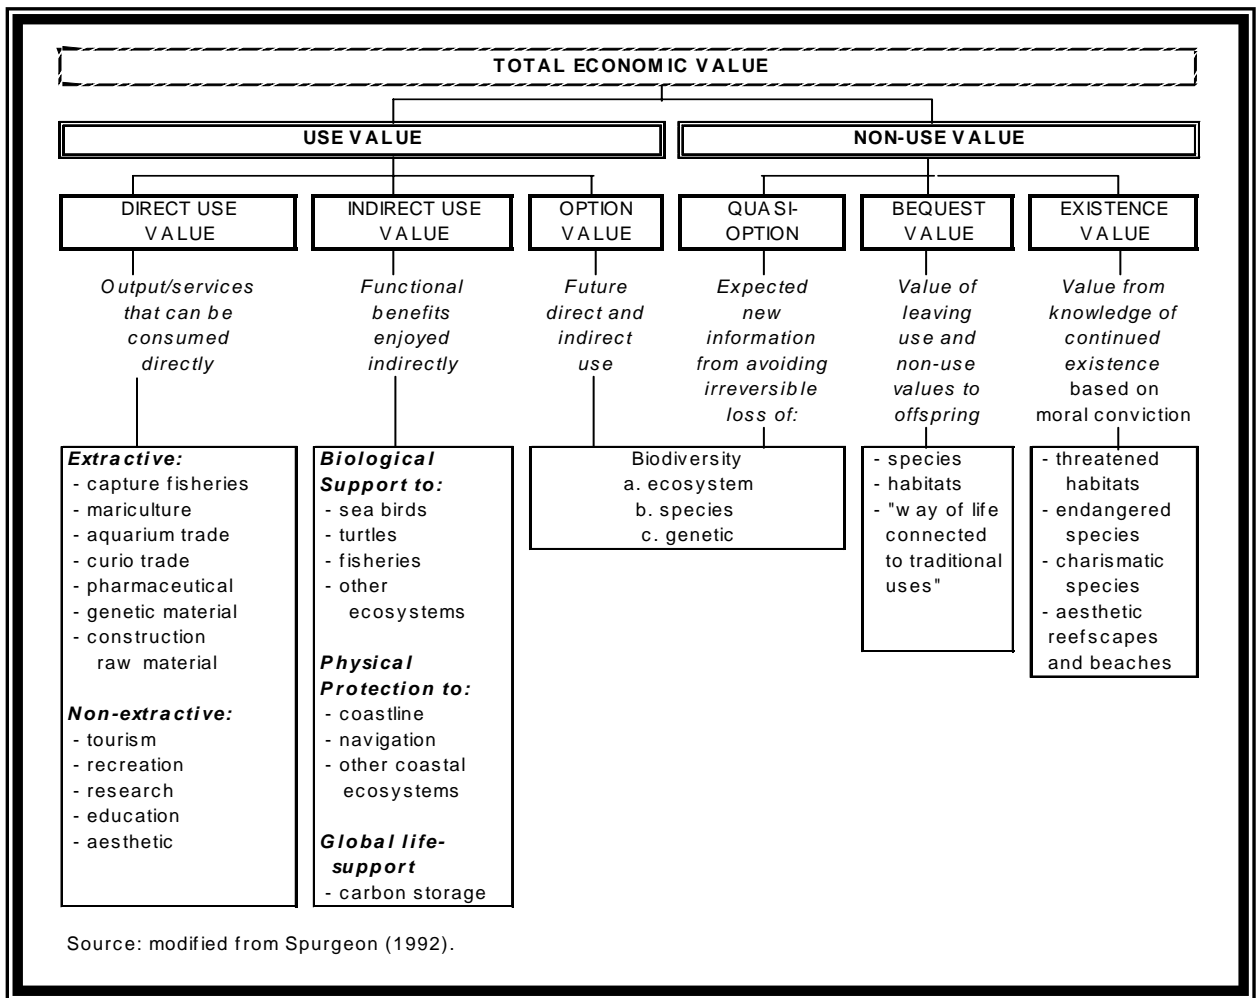 TOTAL ECONOMIC VALUE
USE VALUE
NON-USE VALUE
DIRECT USE
VALUE
INDIRECT USE
VALUE
OPTION
VALUE
QUASI-
OPTION
BEQUEST
VALUE
EXISTENCE
VALUE
Output/services
that can be
consumed
directly
Functional
benefits
enjoyed
indirectly
Future
direct and
indirect
use
Expected
new
information
from avoiding
irreversible
loss of:
Value of
leaving
use and
non-use
values to
offspring
Value from
knowledge of
continued
existence
based on
moral conviction
Extractive:
- capture fisheries
- mariculture
- aquarium trade
- curio trade
- pharmaceutical
- genetic material
- construction
raw material
Non-extractive:
- tourism
- recreation
- research
- education
- aesthetic
Biological
Support to:
- sea birds
- turtles
- fisheries
- other
ecosystems
Physical
Protection to:
- coastline
- navigation
- other coastal
ecosystems
Global life-
support
- carbon storage
Biodiversity
a. ecosystem
b. species
c. genetic
- species
- habitats
- "way of life
connected
to traditional
uses"
- threatened
habitats
- endangered
species
- charismatic
species
- aesthetic
reefscapes
and beaches
Source: modified from Spurgeon (1992).